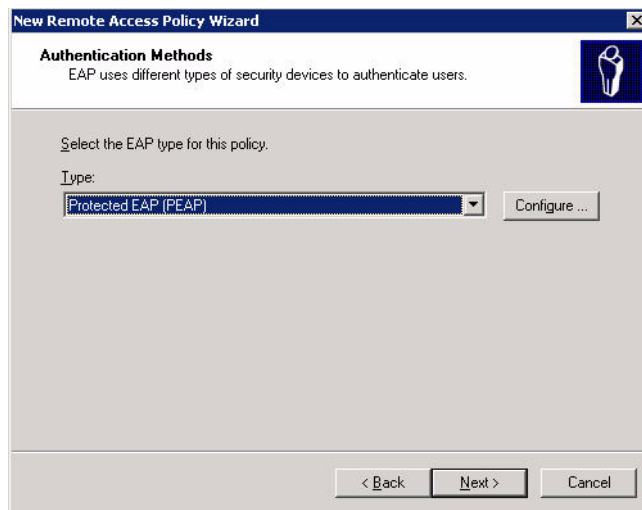 New Remote Access Policy Wizard
Authentication Methods
EAP uses different types of security devices to authenticate users.
Select the EAP type for this policy.
Type:
Protected EAP (PEAP)
Configure ...
< Back
Next >
Cancel